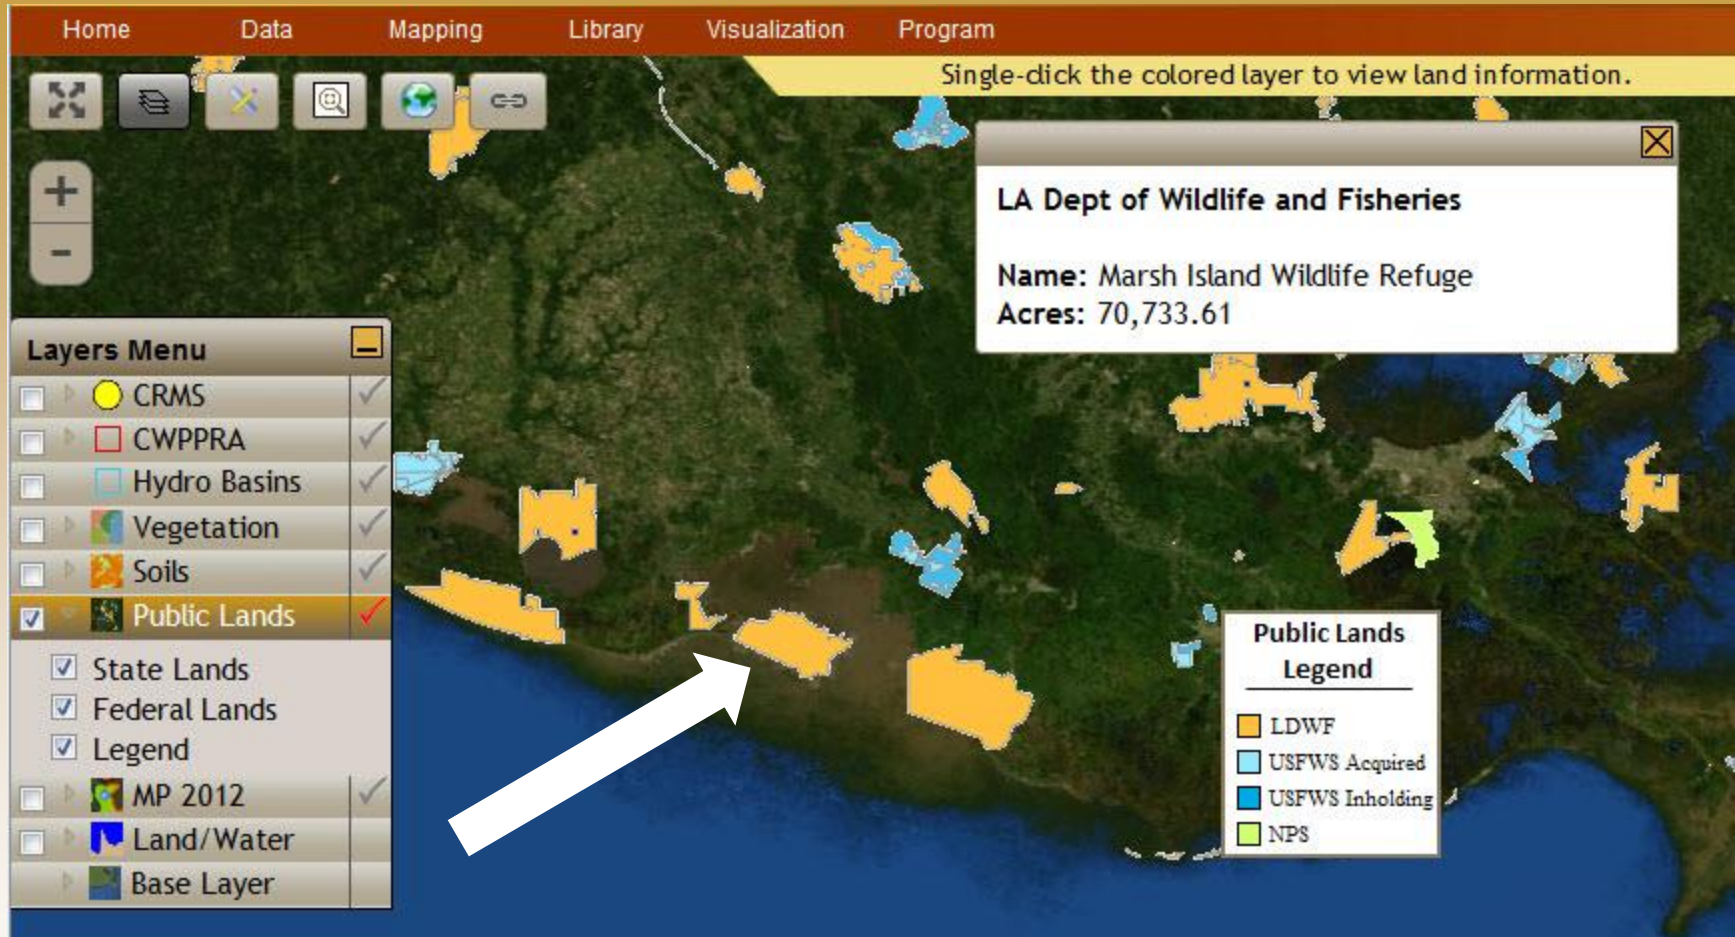 Home Data Mapping Library Visualization Program
Single-click the colored layer to view land information.
LA Dept of Wildlife and Fisheries
Name: Marsh Island Wildlife Refuge
Acres: 70,733.61
+
-
Layers Menu
CRMS
CWPPRA
Hydro Basins
Vegetation
Soils
Public Lands
State Lands
Federal Lands
Legend
MP 2012
Land/Water
Base Layer
Public Lands
Legend
LDWF
USFWS Acquired
USFWS Inholding
NPS